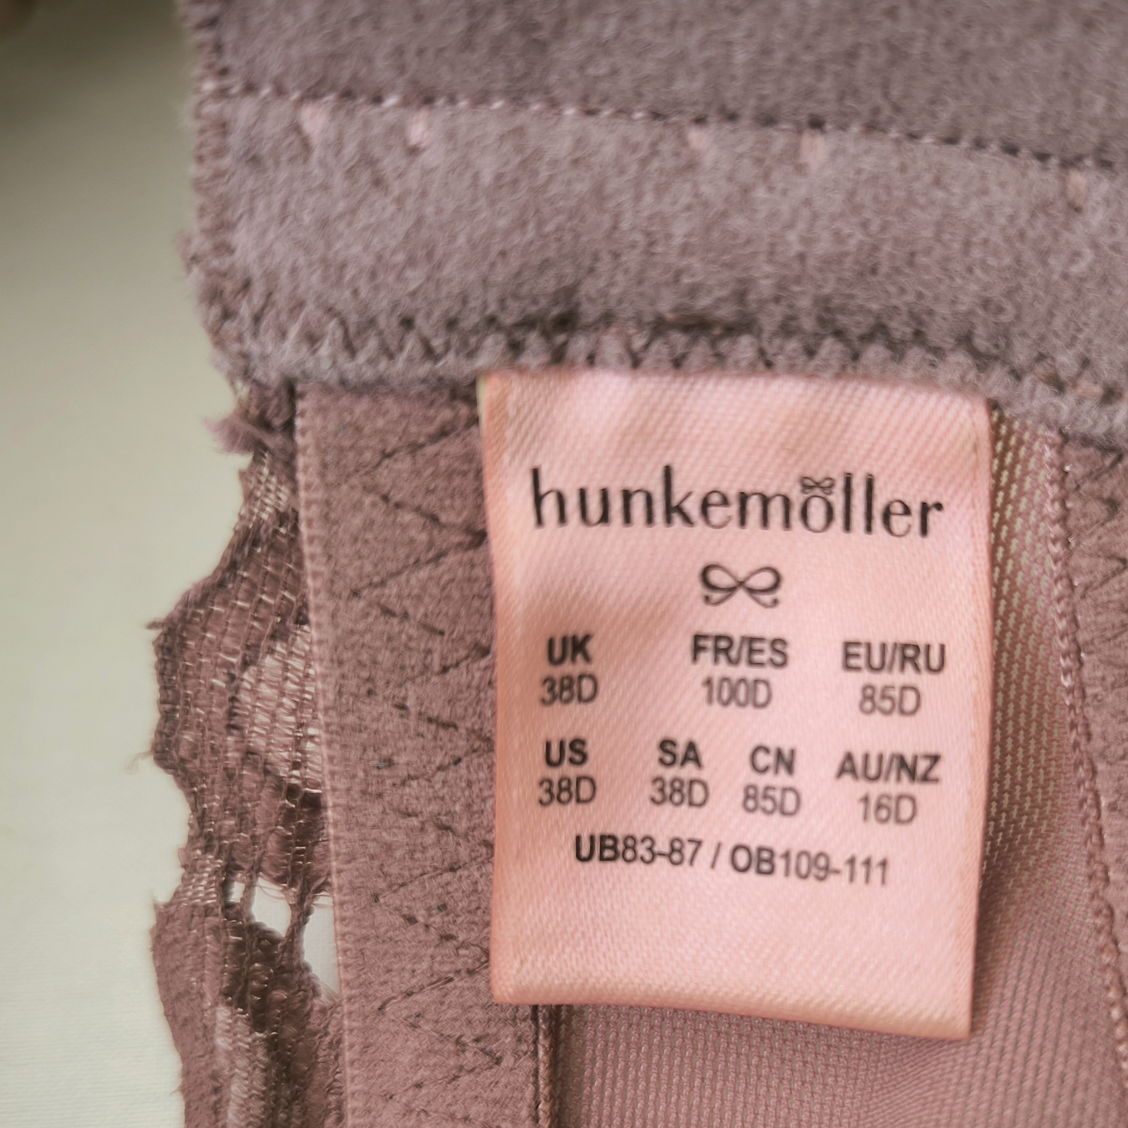 hunkemöller
UK FR/ES EU/RU
38D 100D 85D
US SA CN AU/NZ
38D 38D 85D 16D
UB83-87 / OB109-111